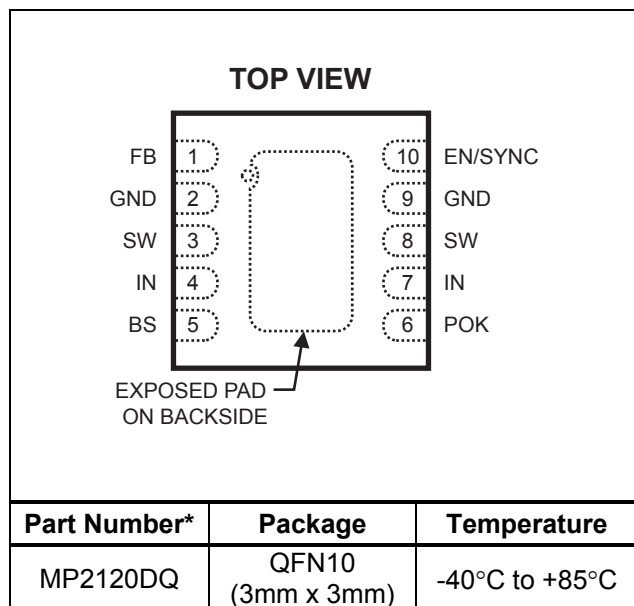 TOP VIEW
FB 1 10 EN/SYNC
GND 2 9 GND
SW 3 8 SW
IN 4 7 IN
BS 5 6 POK
EXPOSED PAD
ON BACKSIDE
Part Number* Package Temperature
MP2120DQ QFN10 (3mm x 3mm) -40°C to +85°C